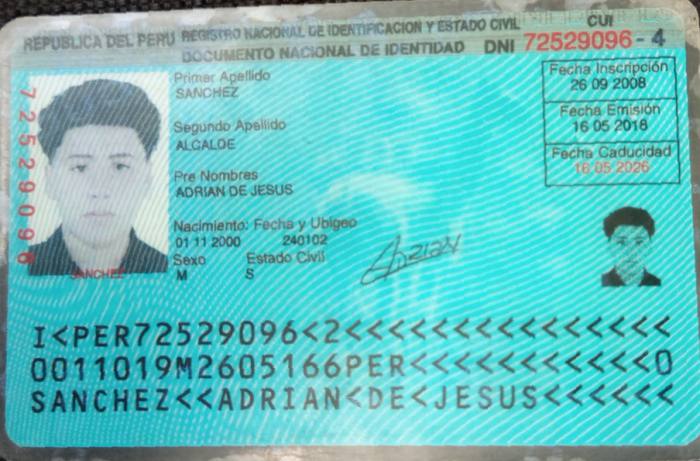 REPUBLICA DEL PERU REGISTRO NACIONAL DE IDENTIFICACION Y ESTADO CIVIL CUI
DOCUMENTO NACIONAL DE IDENTIDAD DNI 72529096 - 4
72529096
Primer Apellido
SANCHEZ
Segundo Apellido
ALCALDE
Pre Nombres
ADRIAN DE JESUS
Nacimiento: Fecha y Ubigeo
01 11 2000 240102
Sexo Estado Civil
M S
SANCHEZ
Adrian
Fecha Inscripción
26 09 2008
Fecha Emisión
16 05 2018
Fecha Caducidad
16 05 2026
I<PER72529096<2<<<<<<<<<<<<<<<
0011019M2605166PER<<<<<<<<<<<0
SANCHEZ<<ADRIAN<DE<JESUS<<<<<<